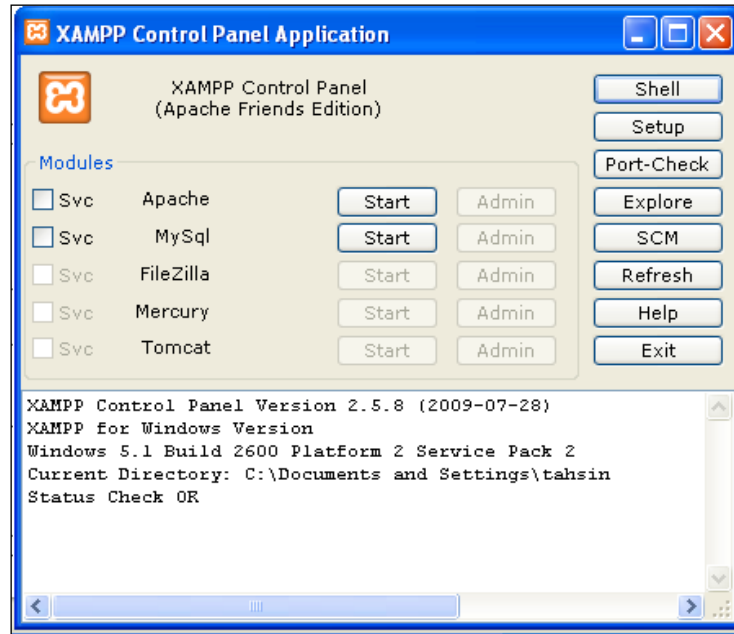 XAMPP Control Panel Application
XAMPP Control Panel
(Apache Friends Edition)
Shell
Setup
Port-Check
Explore
SCM
Refresh
Help
Exit
Modules
Svc Apache Start Admin
Svc MySql Start Admin
Svc FileZilla Start Admin
Svc Mercury Start Admin
Svc Tomcat Start Admin
XAMPP Control Panel Version 2.5.8 (2009-07-28)
XAMPP for Windows Version
Windows 5.1 Build 2600 Platform 2 Service Pack 2
Current Directory: C:\Documents and Settings\tahsin
Status Check OR